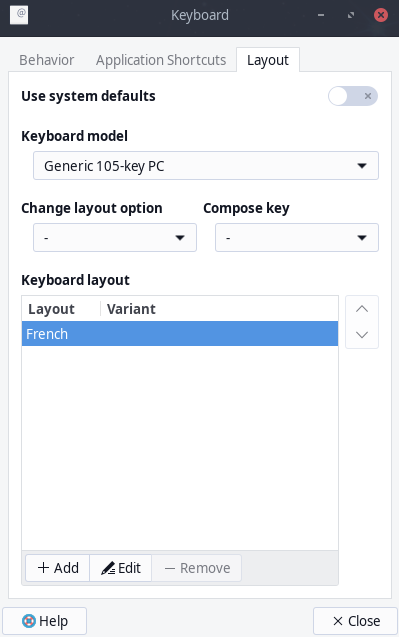 Keyboard
Behavior Application Shortcuts Layout
Use system defaults
Keyboard model
Generic 105-key PC
Change layout option Compose key
- -
Keyboard layout
Layout Variant
French
Add Edit Remove
Help Close